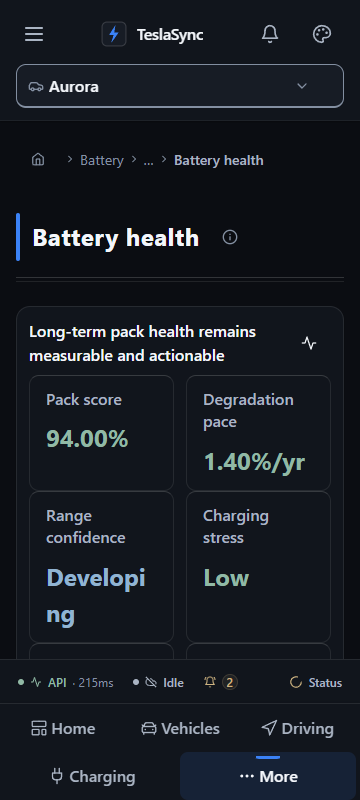 TeslaSync
Aurora
Battery
...
Battery health
Battery health
Long-term pack health remains
measurable and actionable
Pack score
94.00%
Degradation
pace
1.40%/yr
Range
confidence
Developi
ng
Charging
stress
Low
API · 215ms
Idle
2
Status
Home
Vehicles
Driving
Charging
More